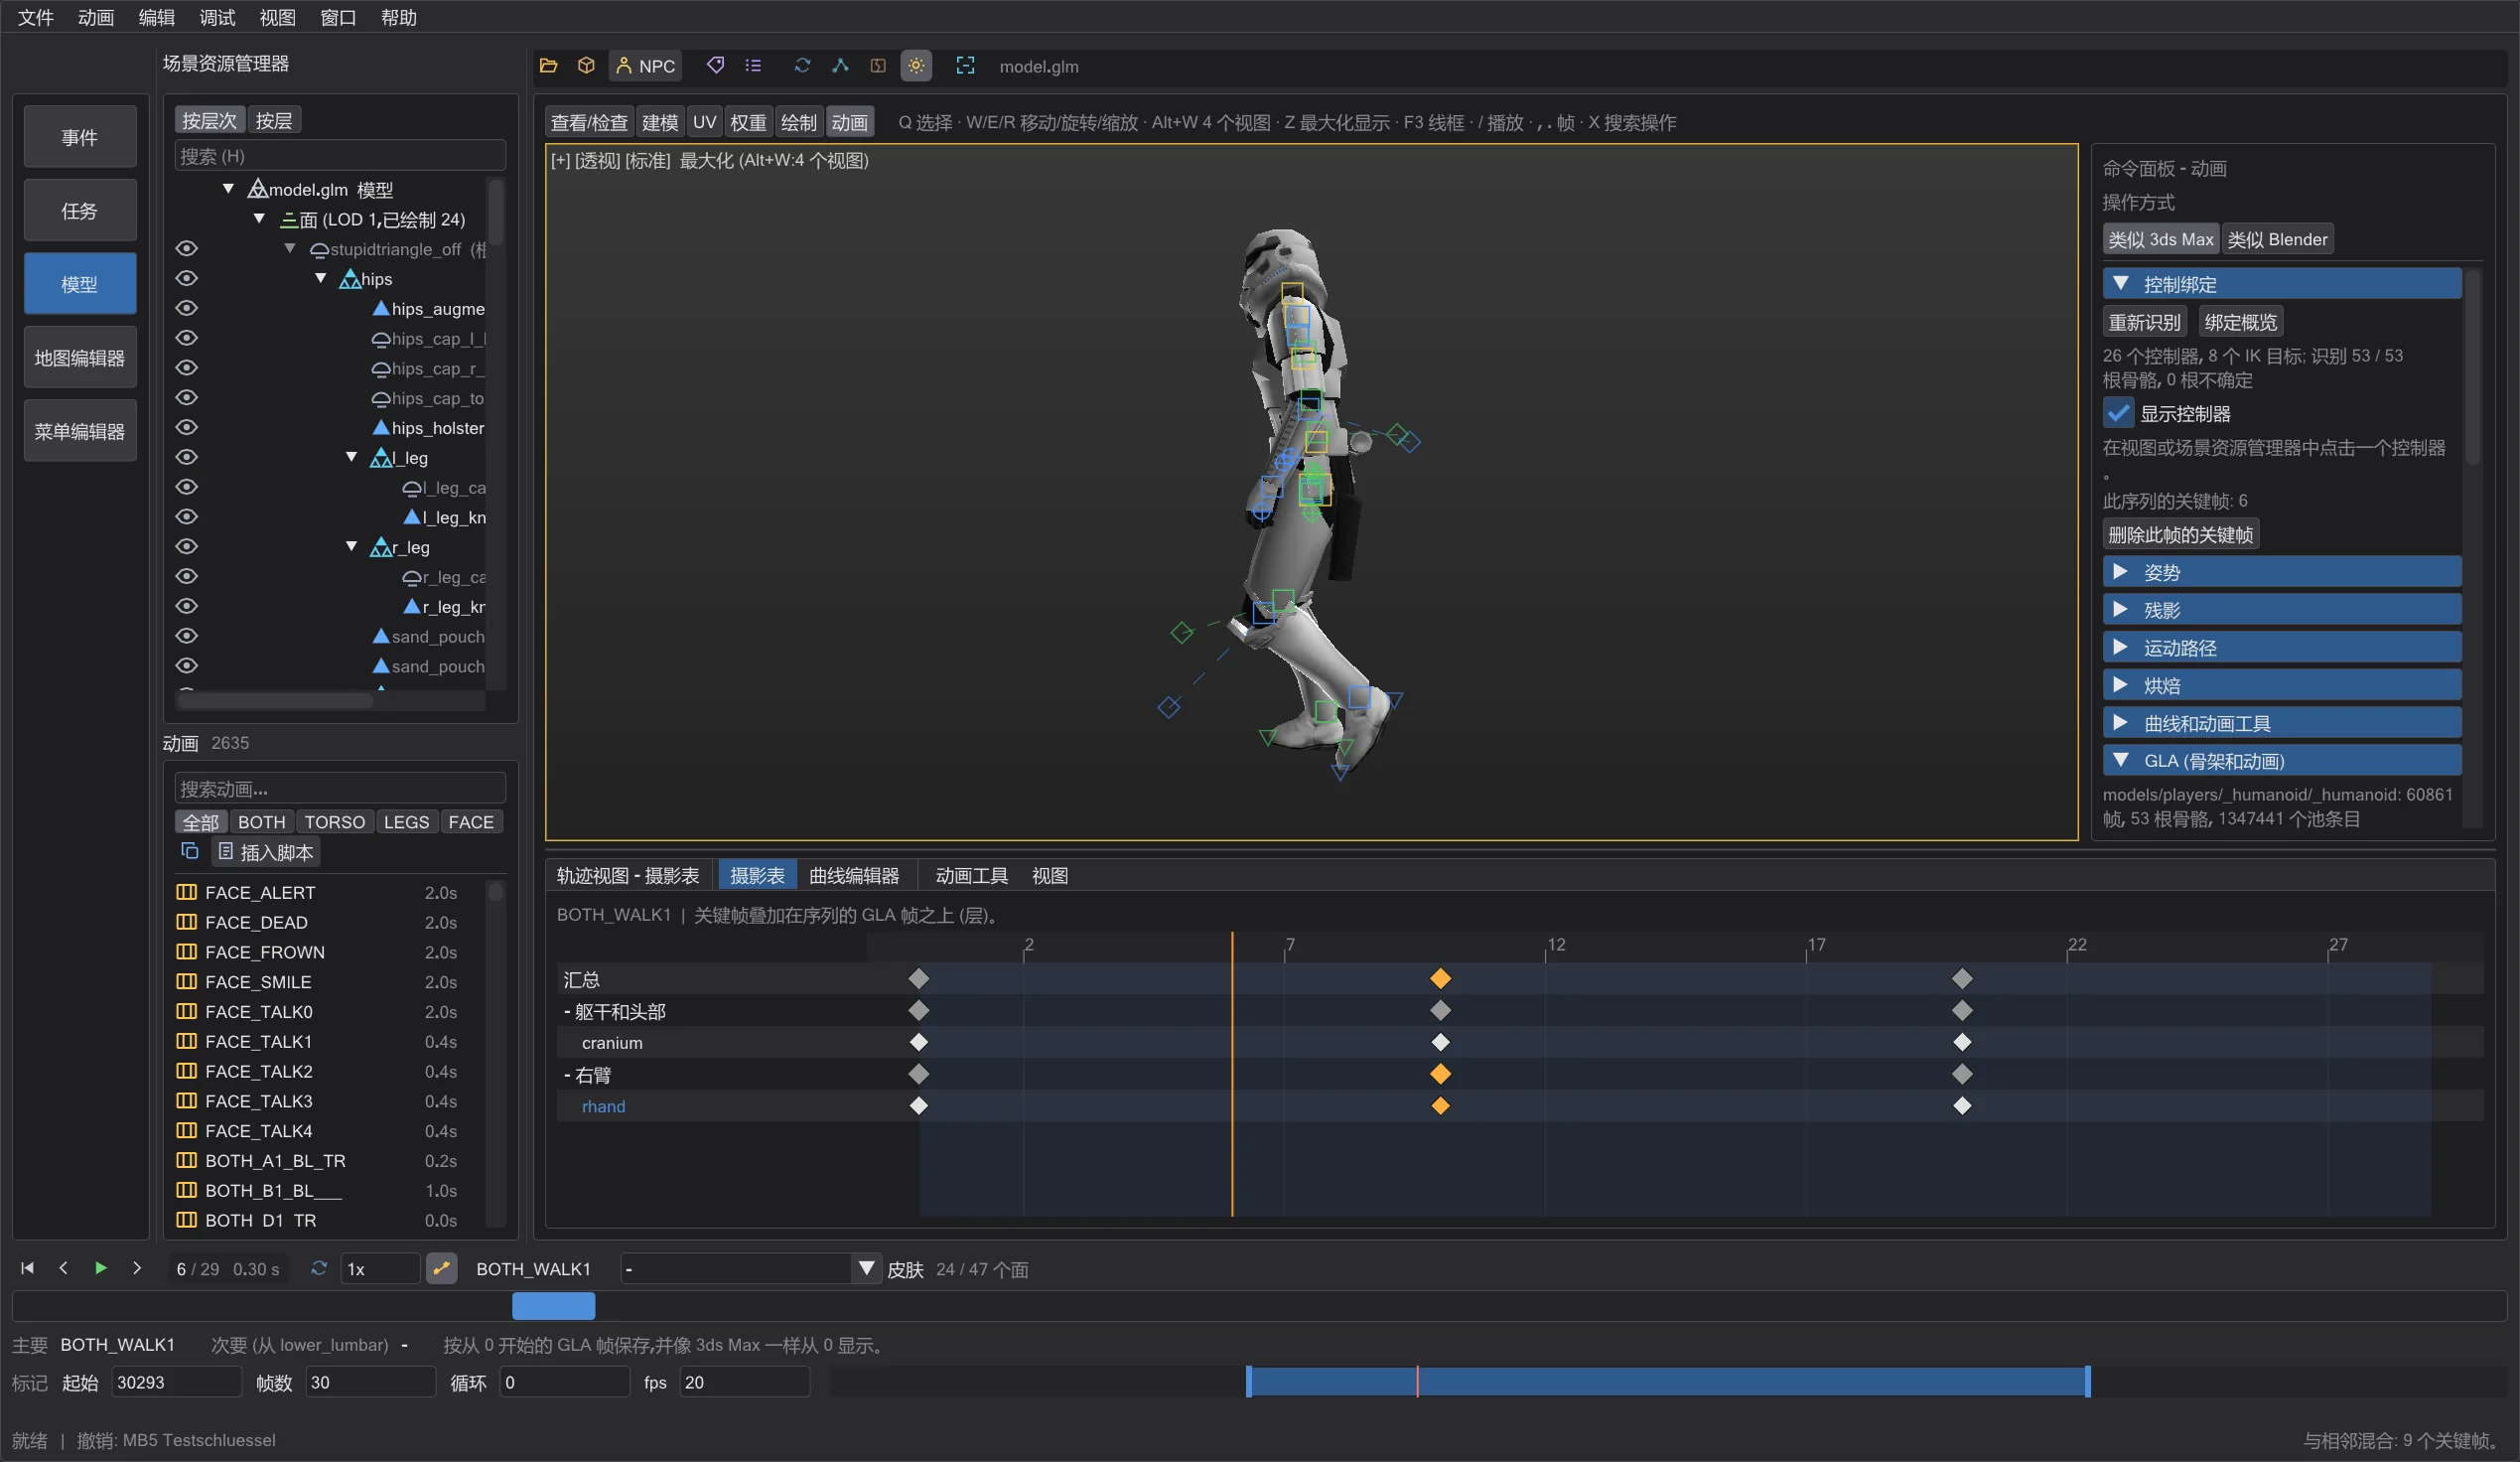 文件 动画 编辑 调试 视图 窗口 帮助
场景资源管理器
NPC
model.glm
事件
任务
模型
地图编辑器
菜单编辑器
按层次 按层
搜索 (H)
model.glm 模型
面 (LOD 1,已绘制 24)
stupidtriangle_off
hips
hips_augme
hips_cap_l_
hips_cap_r_
hips_cap_to
hips_holster
l_leg
l_leg_ca
l_leg_kn
r_leg
r_leg_ca
r_leg_kn
sand_pouch
sand_pouch
动画 2635
搜索动画...
全部 BOTH TORSO LEGS FACE
插入脚本
FACE_ALERT 2.0s
FACE_DEAD 2.0s
FACE_FROWN 2.0s
FACE_SMILE 2.0s
FACE_TALK0 2.0s
FACE_TALK1 0.4s
FACE_TALK2 0.4s
FACE_TALK3 0.4s
FACE_TALK4 0.4s
BOTH_A1_BL_TR 0.2s
BOTH_B1_BL___ 1.0s
BOTH_D1_TR 0.0s
查看/检查 建模 UV 权重 绘制 动画 Q 选择 · W/E/R 移动/旋转/缩放 · Alt+W 4 个视图 · Z 最大化显示 · F3 线框 · / 播放 · , . 帧 · X 搜索操作
[+] [透视] [标准] 最大化 (Alt+W:4 个视图)
命令面板 - 动画
操作方式
类似 3ds Max 类似 Blender
控制绑定
重新识别 绑定概览
26 个控制器, 8 个 IK 目标; 识别 53 / 53
根骨骼, 0 根不确定
显示控制器
在视图或场景资源管理器中点击一个控制器
。
此序列的关键帧: 6
删除此帧的关键帧
姿势
残影
运动路径
烘焙
曲线和动画工具
GLA (骨架和动画)
models/players/_humanoid/_humanoid: 60861
帧, 53 根骨骼, 1347441 个池条目
轨迹视图 - 摄影表 摄影表 曲线编辑器 动画工具 视图
BOTH_WALK1 | 关键帧叠加在序列的 GLA 帧之上 (层)。
2 7 12 17 22 27
汇总
- 躯干和头部
cranium
- 右臂
rhand
6 / 29 0.30 s 1x BOTH_WALK1 - 皮肤 24 / 47 个面
主要 BOTH_WALK1 次要 (从 lower_lumbar) - 按从 0 开始的 GLA 帧保存,并像 3ds Max 一样从 0 显示。
标记 起始 30293 帧数 30 循环 0 fps 20
就绪 | 撤销: MB5 Testschluessel
与相邻混合: 9 个关键帧。